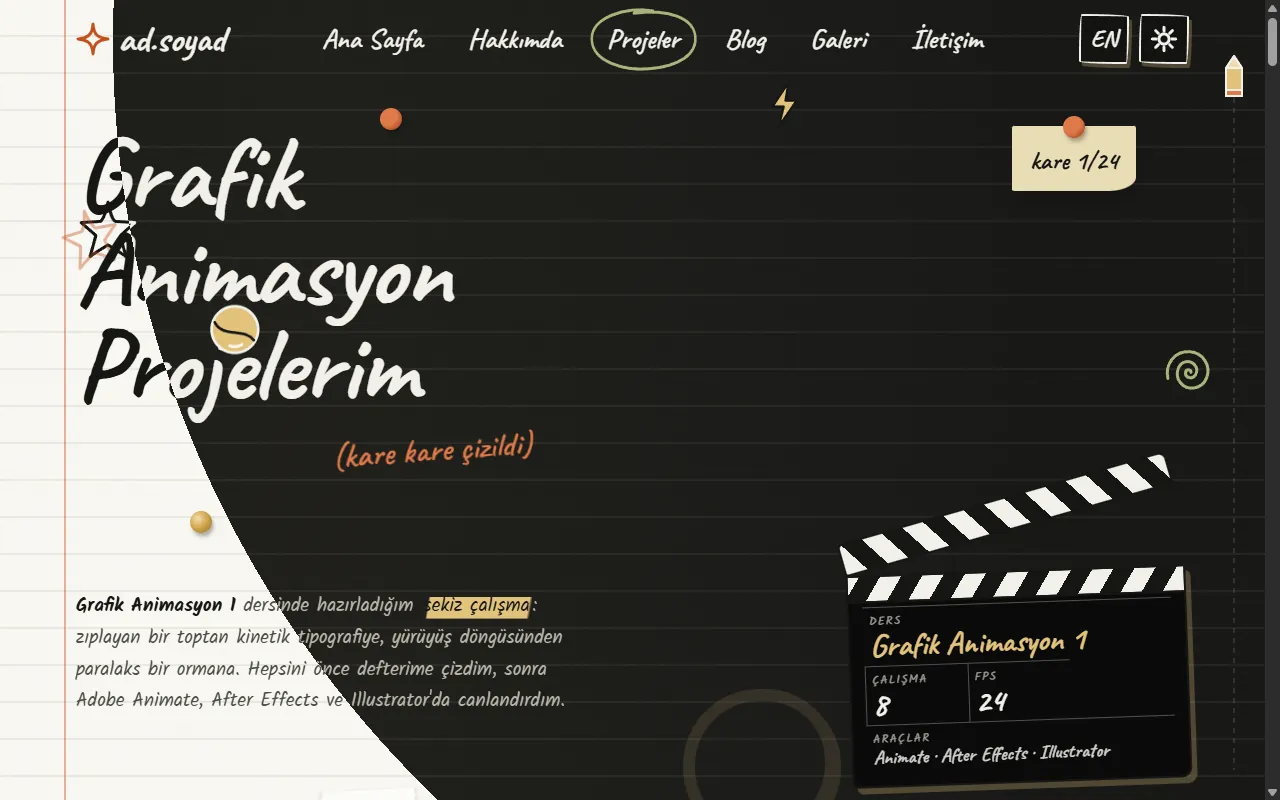 ad.soyad
Ana Sayfa
Hakkımda
Projeler
Blog
Galeri
İletişim
EN
kare 1/24
Grafik
Animasyon
Projelerim
(kare kare çizildi)
Grafik Animasyon 1 dersinde hazırladığım sekiz çalışma:
zıplayan bir toptan kinetik tipografiye, yürüyüş döngüsünden
paralaks bir ormana. Hepsini önce defterime çizdim, sonra
Adobe Animate, After Effects ve Illustrator'da canlandırdım.
DERS
Grafik Animasyon 1
ÇALIŞMA
8
FPS
24
ARAÇLAR
Animate · After Effects · Illustrator